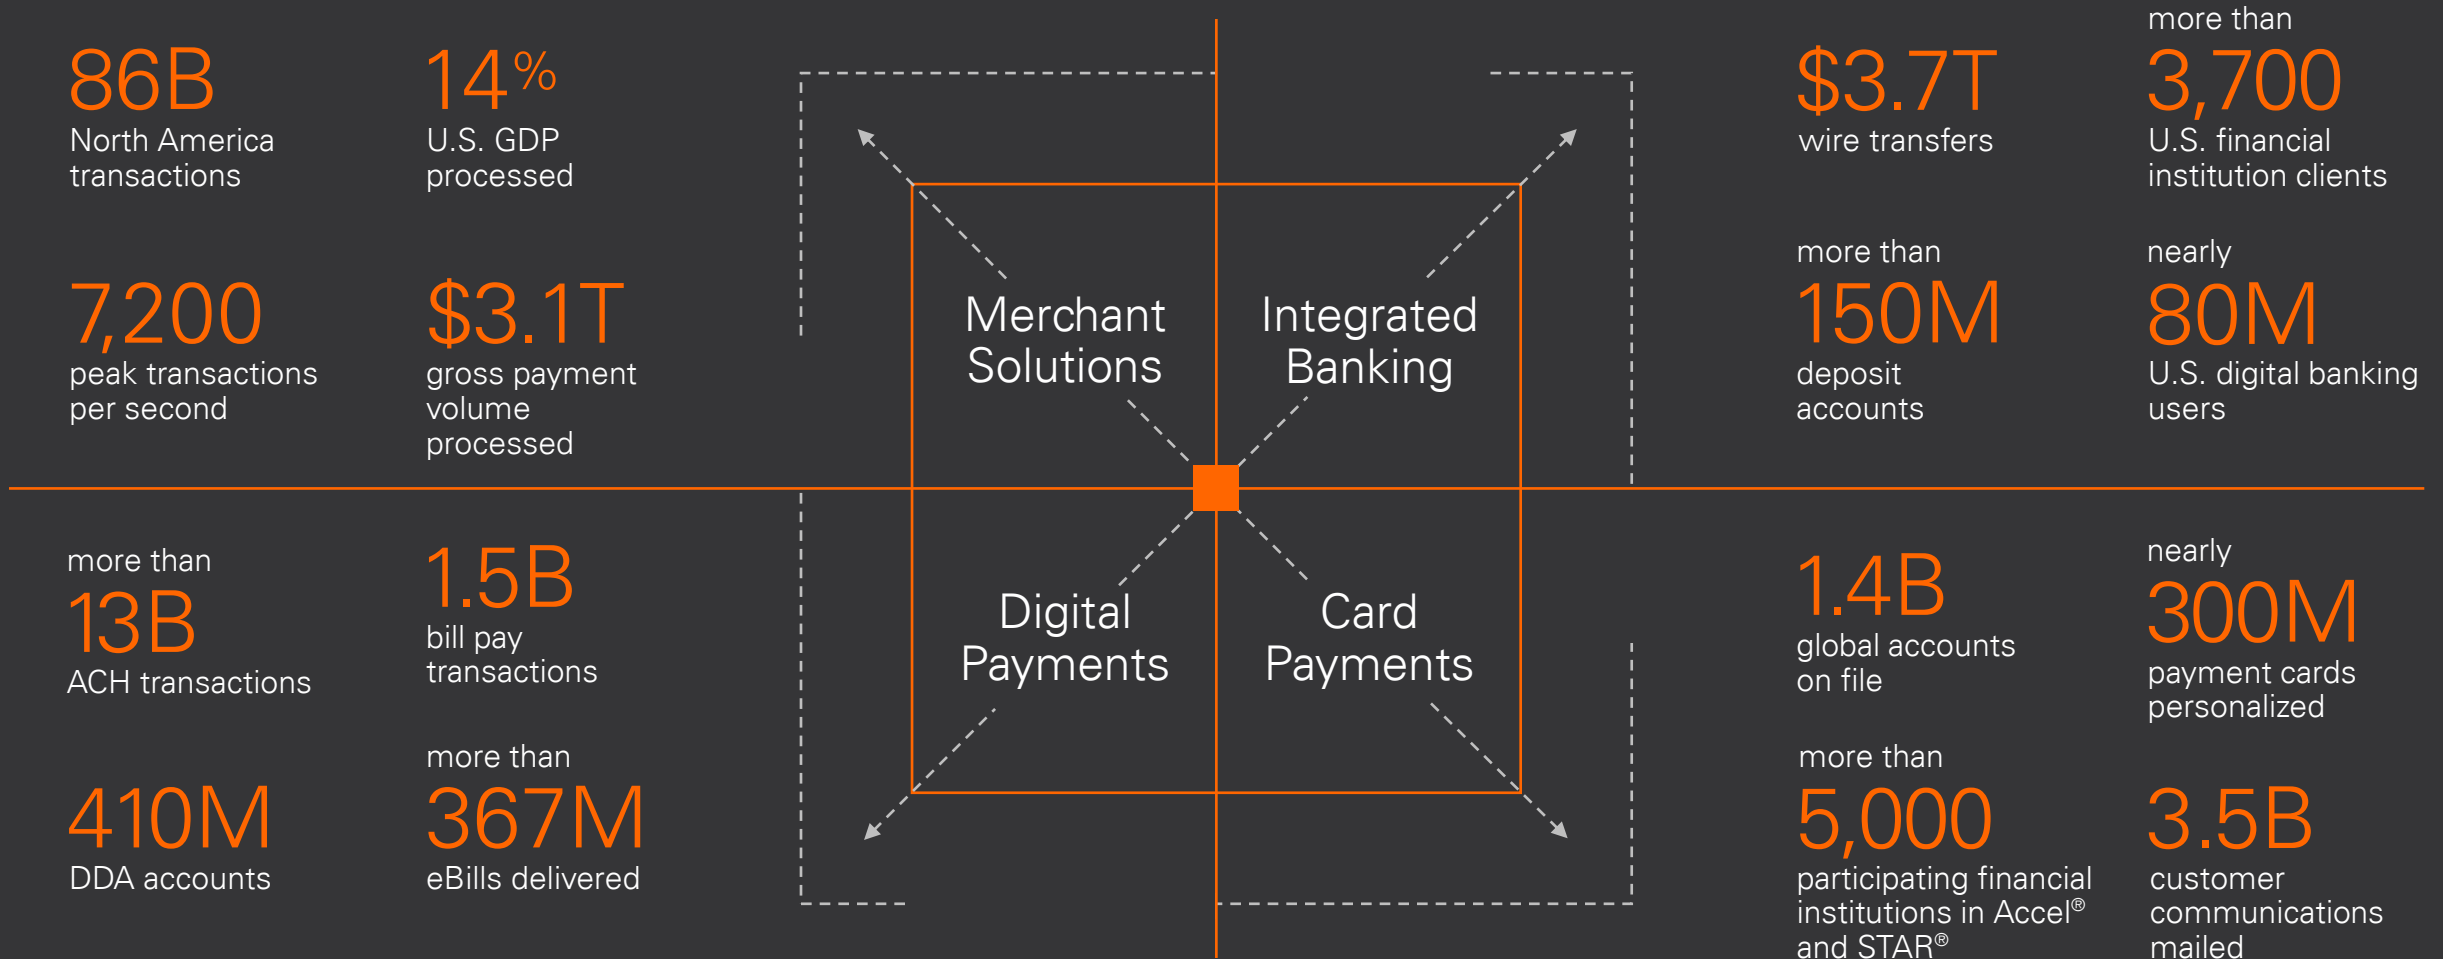 86B
North America
transactions
14%
U.S. GDP
processed
7,200
peak transactions
per second
$3.1T
gross payment
volume
processed
Merchant
Solutions
Integrated
Banking
$3.7T
wire transfers
more than
3,700
U.S. financial
institution clients
more than
150M
deposit
accounts
nearly
80M
U.S. digital banking
users
more than
13B
ACH transactions
1.5B
bill pay
transactions
410M
DDA accounts
more than
367M
eBills delivered
Digital
Payments
Card
Payments
1.4B
global accounts
on file
nearly
300M
payment cards
personalized
more than
5,000
participating financial
institutions in Accel®
and STAR®
3.5B
customer
communications
mailed